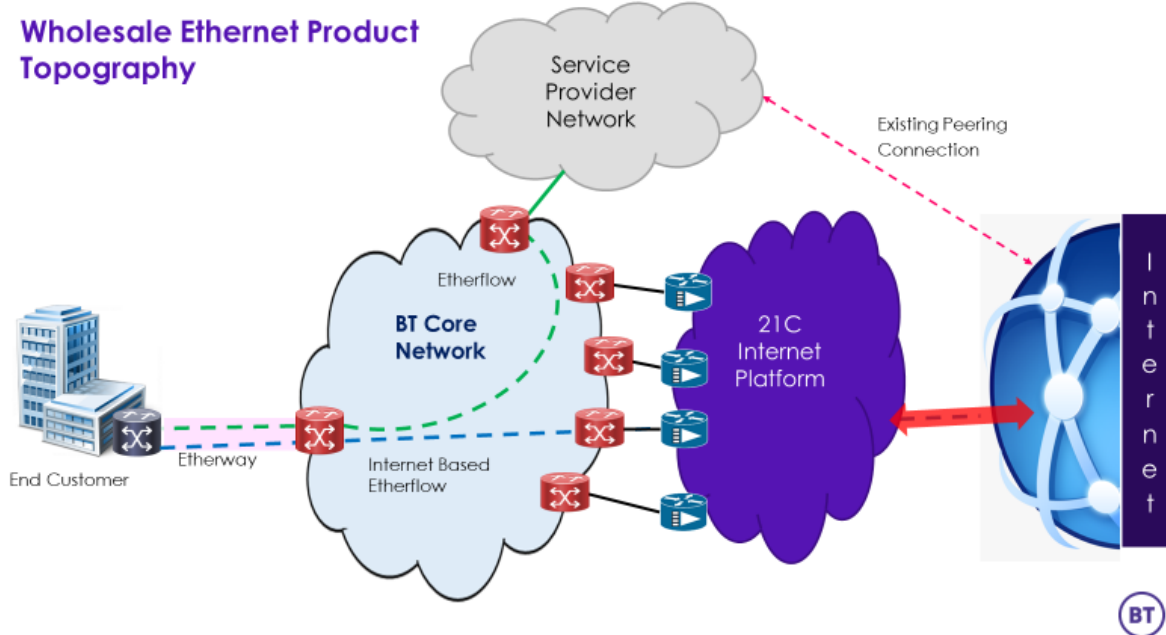 Wholesale Ethernet Product
Topography
Service
Provider
Network
Existing Peering
Connection
Etherflow
BT Core
Network
21C
Internet
Platform
Internet
Etherway
Internet Based
Etherflow
End Customer
BT